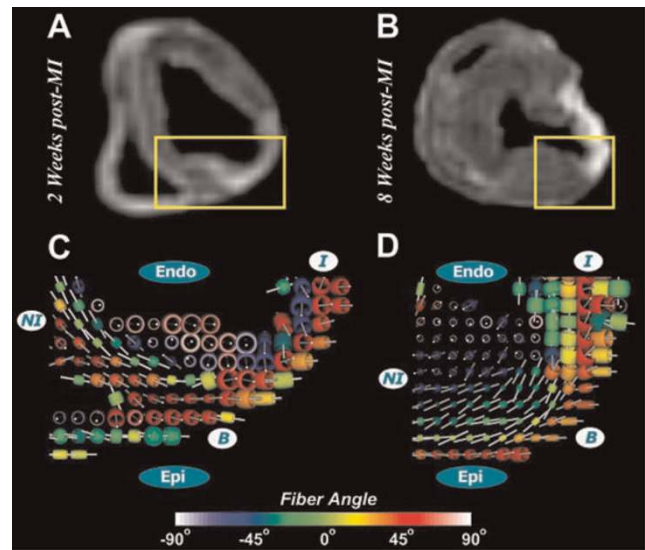 A
B
2 Weeks post-MI
8 Weeks post-MI
C
D
Endo
I
Endo
I
NI
NI
B
B
Epi
Epi
Fiber Angle
-90° -45° 0° 45° 90°